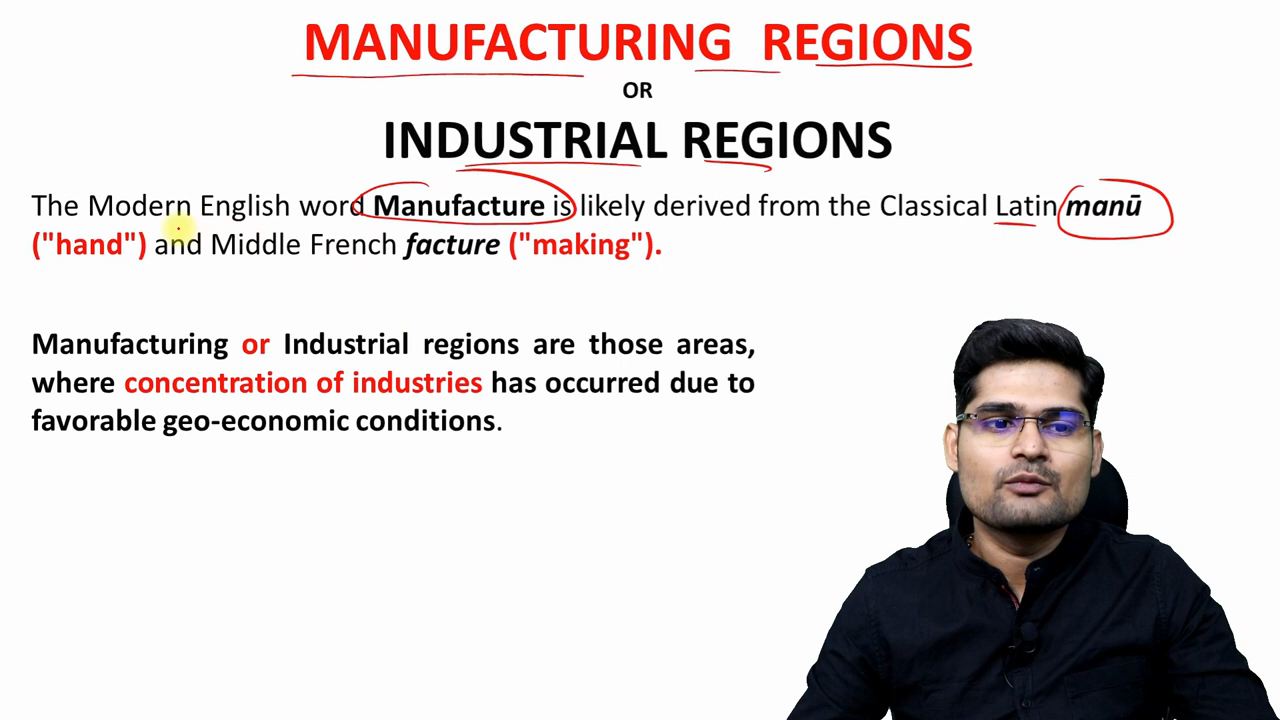 MANUFACTURING REGIONS
OR
INDUSTRIAL REGIONS
The Modern English word Manufacture is likely derived from the Classical Latin manū
("hand") and Middle French facture ("making").
Manufacturing or Industrial regions are those areas,
where concentration of industries has occurred due to
favorable geo-economic conditions.